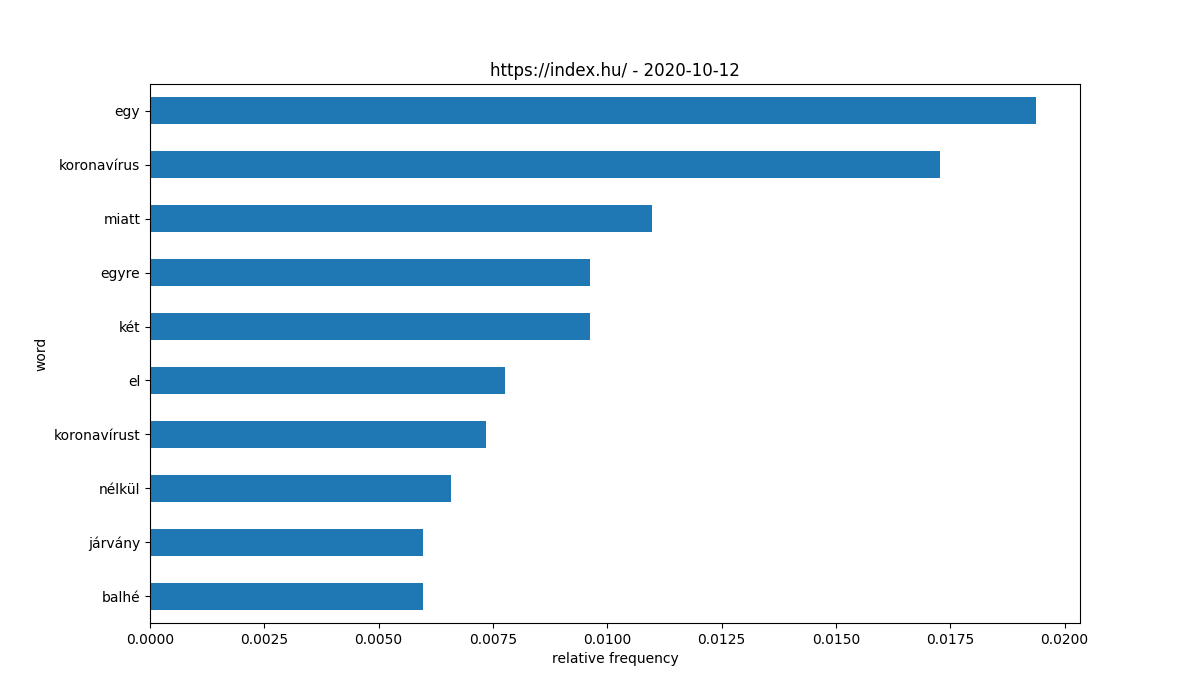 https://index.hu/ - 2020-10-12
egy
koronavírus
miatt
egyre
két
el
koronavírust
nélkül
járvány
balhé
word
0.0000 0.0025 0.0050 0.0075 0.0100 0.0125 0.0150 0.0175 0.0200
relative frequency